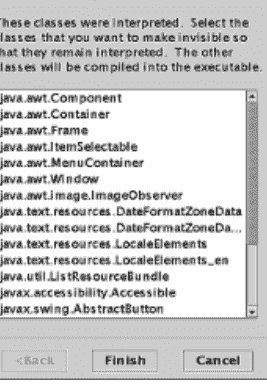 These classes were interpreted. Select the
classes that you want to make invisible so
that they remain interpreted. The other
classes will be compiled into the executable.
java.awt.Component
java.awt.Container
java.awt.Frame
java.awt.ItemSelectable
java.awt.MenuContainer
java.awt.Window
java.awt.image.ImageObserver
java.text.resources.DateFormatZoneData
java.text.resources.DateFormatZoneDa...
java.text.resources.LocaleElements
java.text.resources.LocaleElements_en
java.util.ListResourceBundle
javax.accessibility.Accessible
javax.swing.AbstractButton
<Back
Finish
Cancel